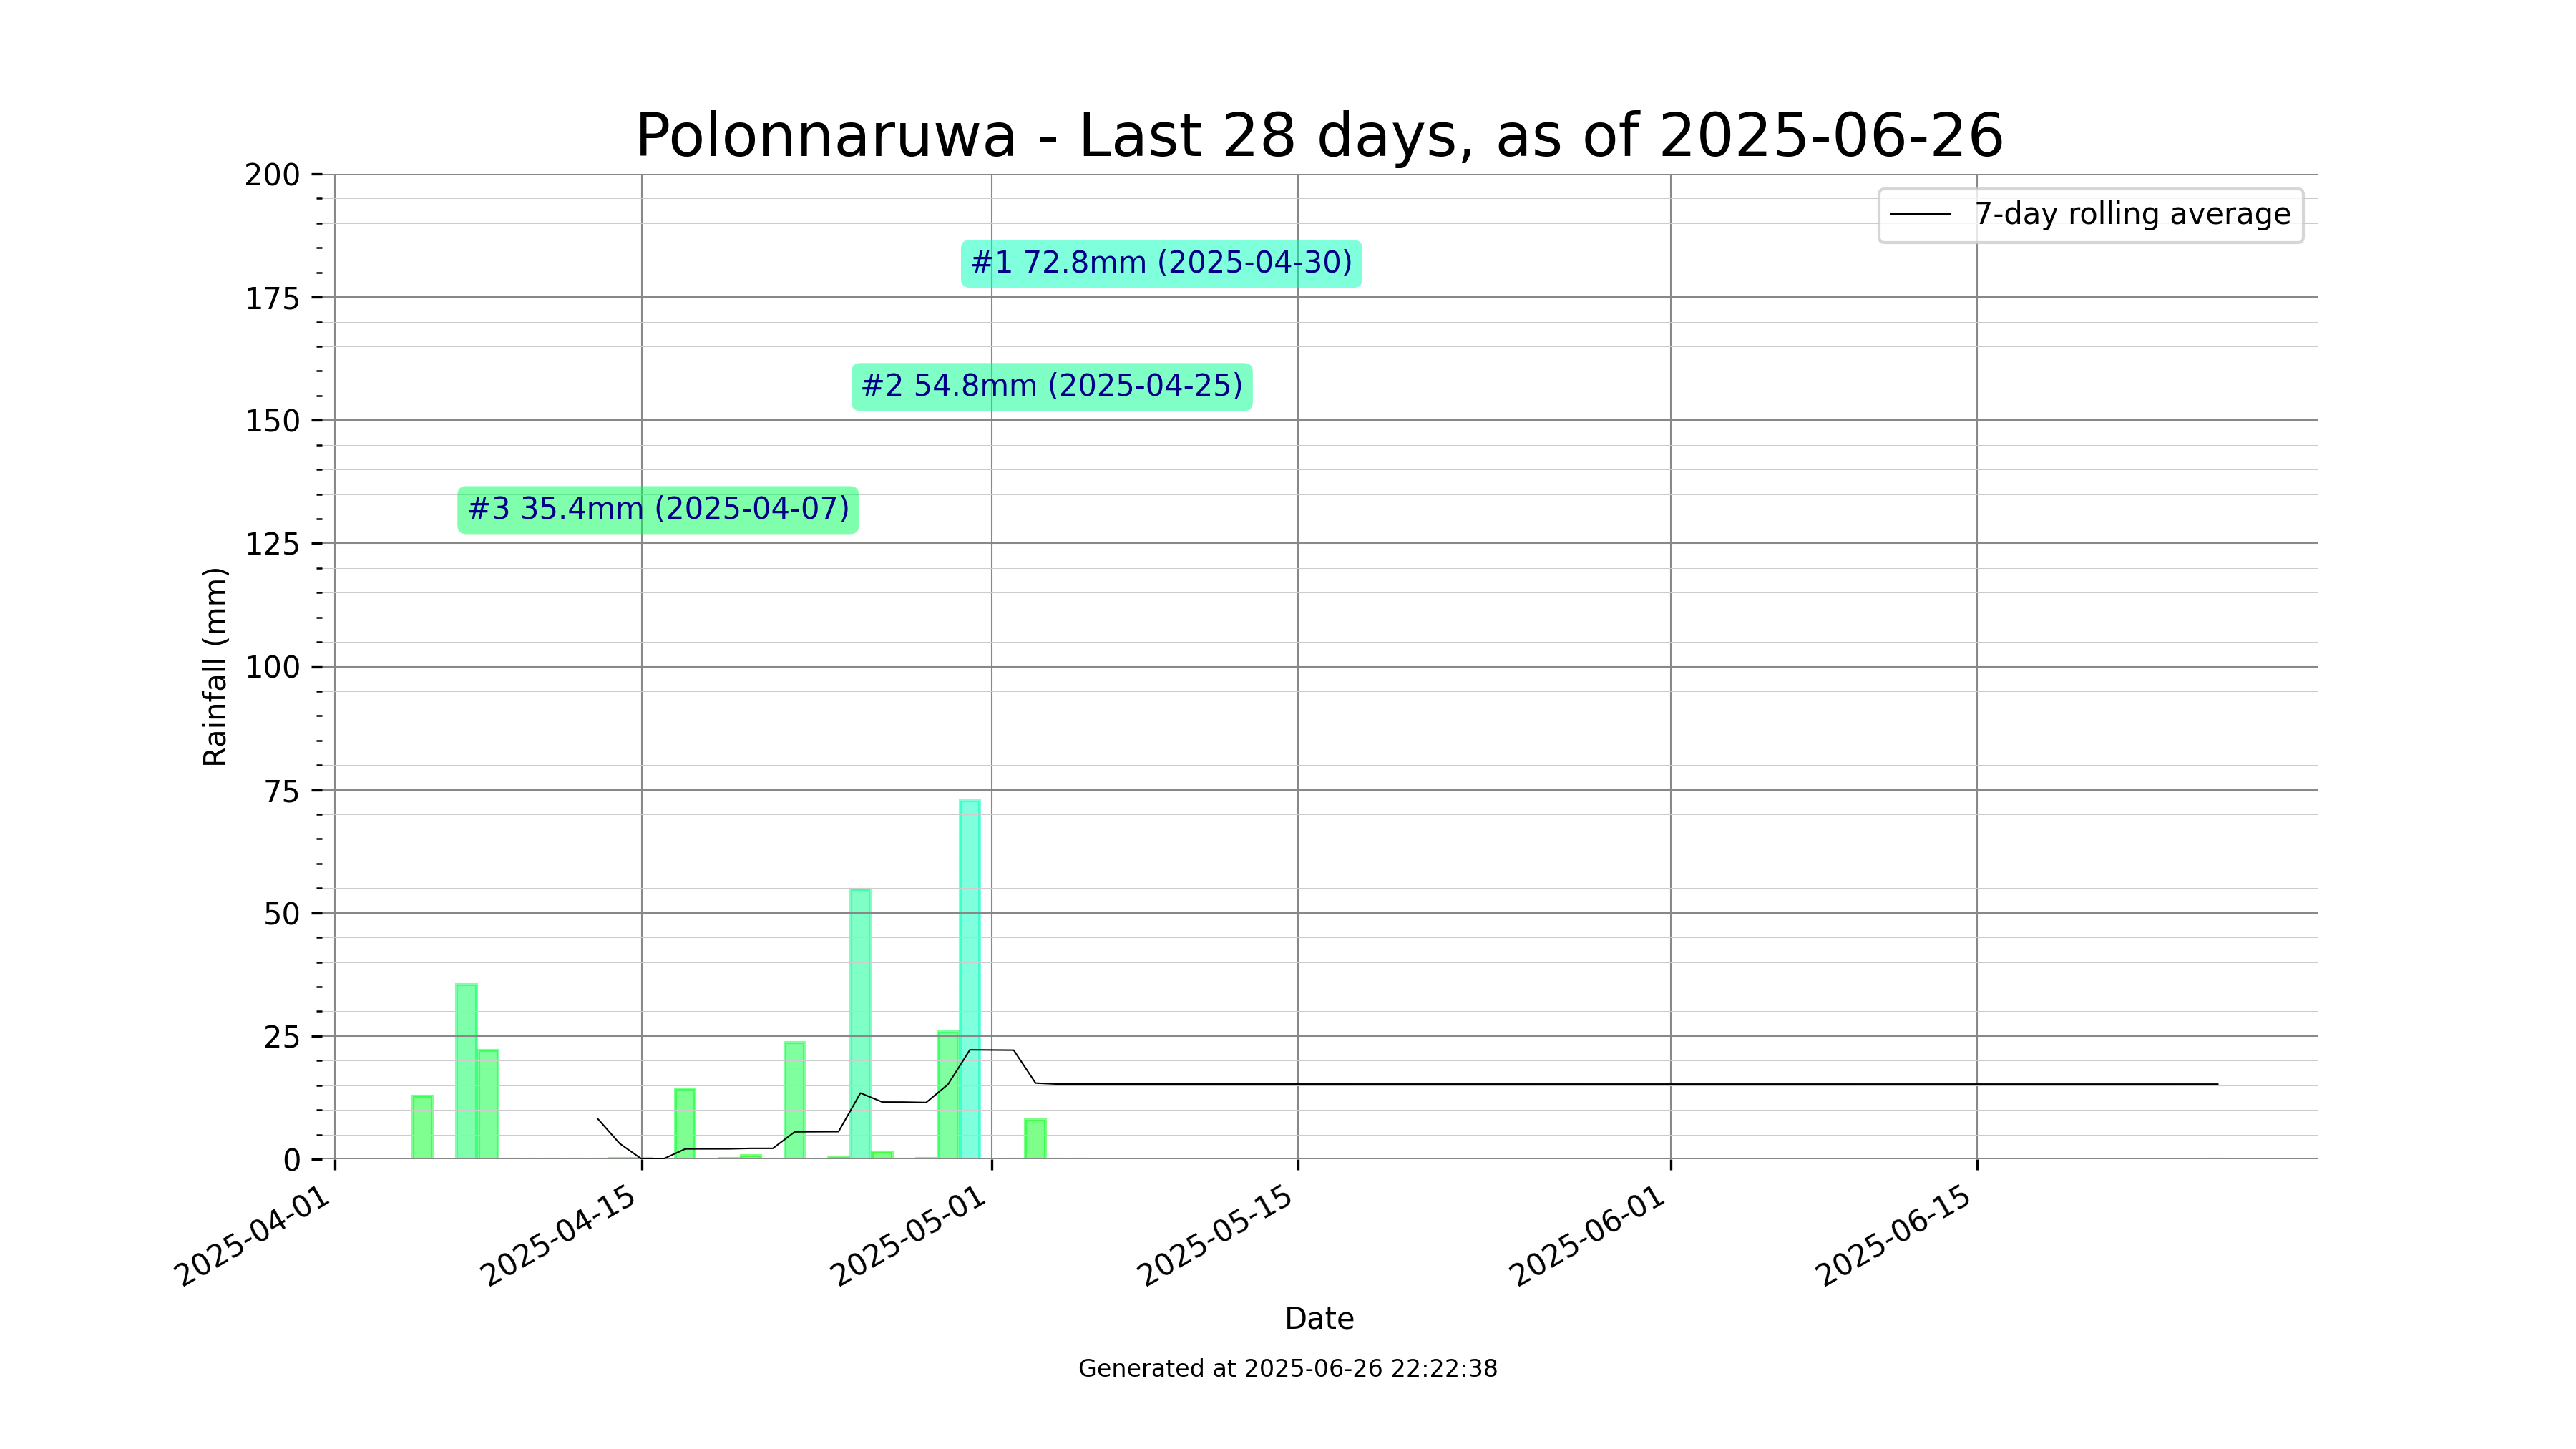 Polonnaruwa - Last 28 days, as of 2025-06-26
7-day rolling average
#1 72.8mm (2025-04-30)
#2 54.8mm (2025-04-25)
#3 35.4mm (2025-04-07)
Rainfall (mm)
200
175
150
125
100
75
50
25
0
2025-04-01
2025-04-15
2025-05-01
2025-05-15
2025-06-01
2025-06-15
Date
Generated at 2025-06-26 22:22:38